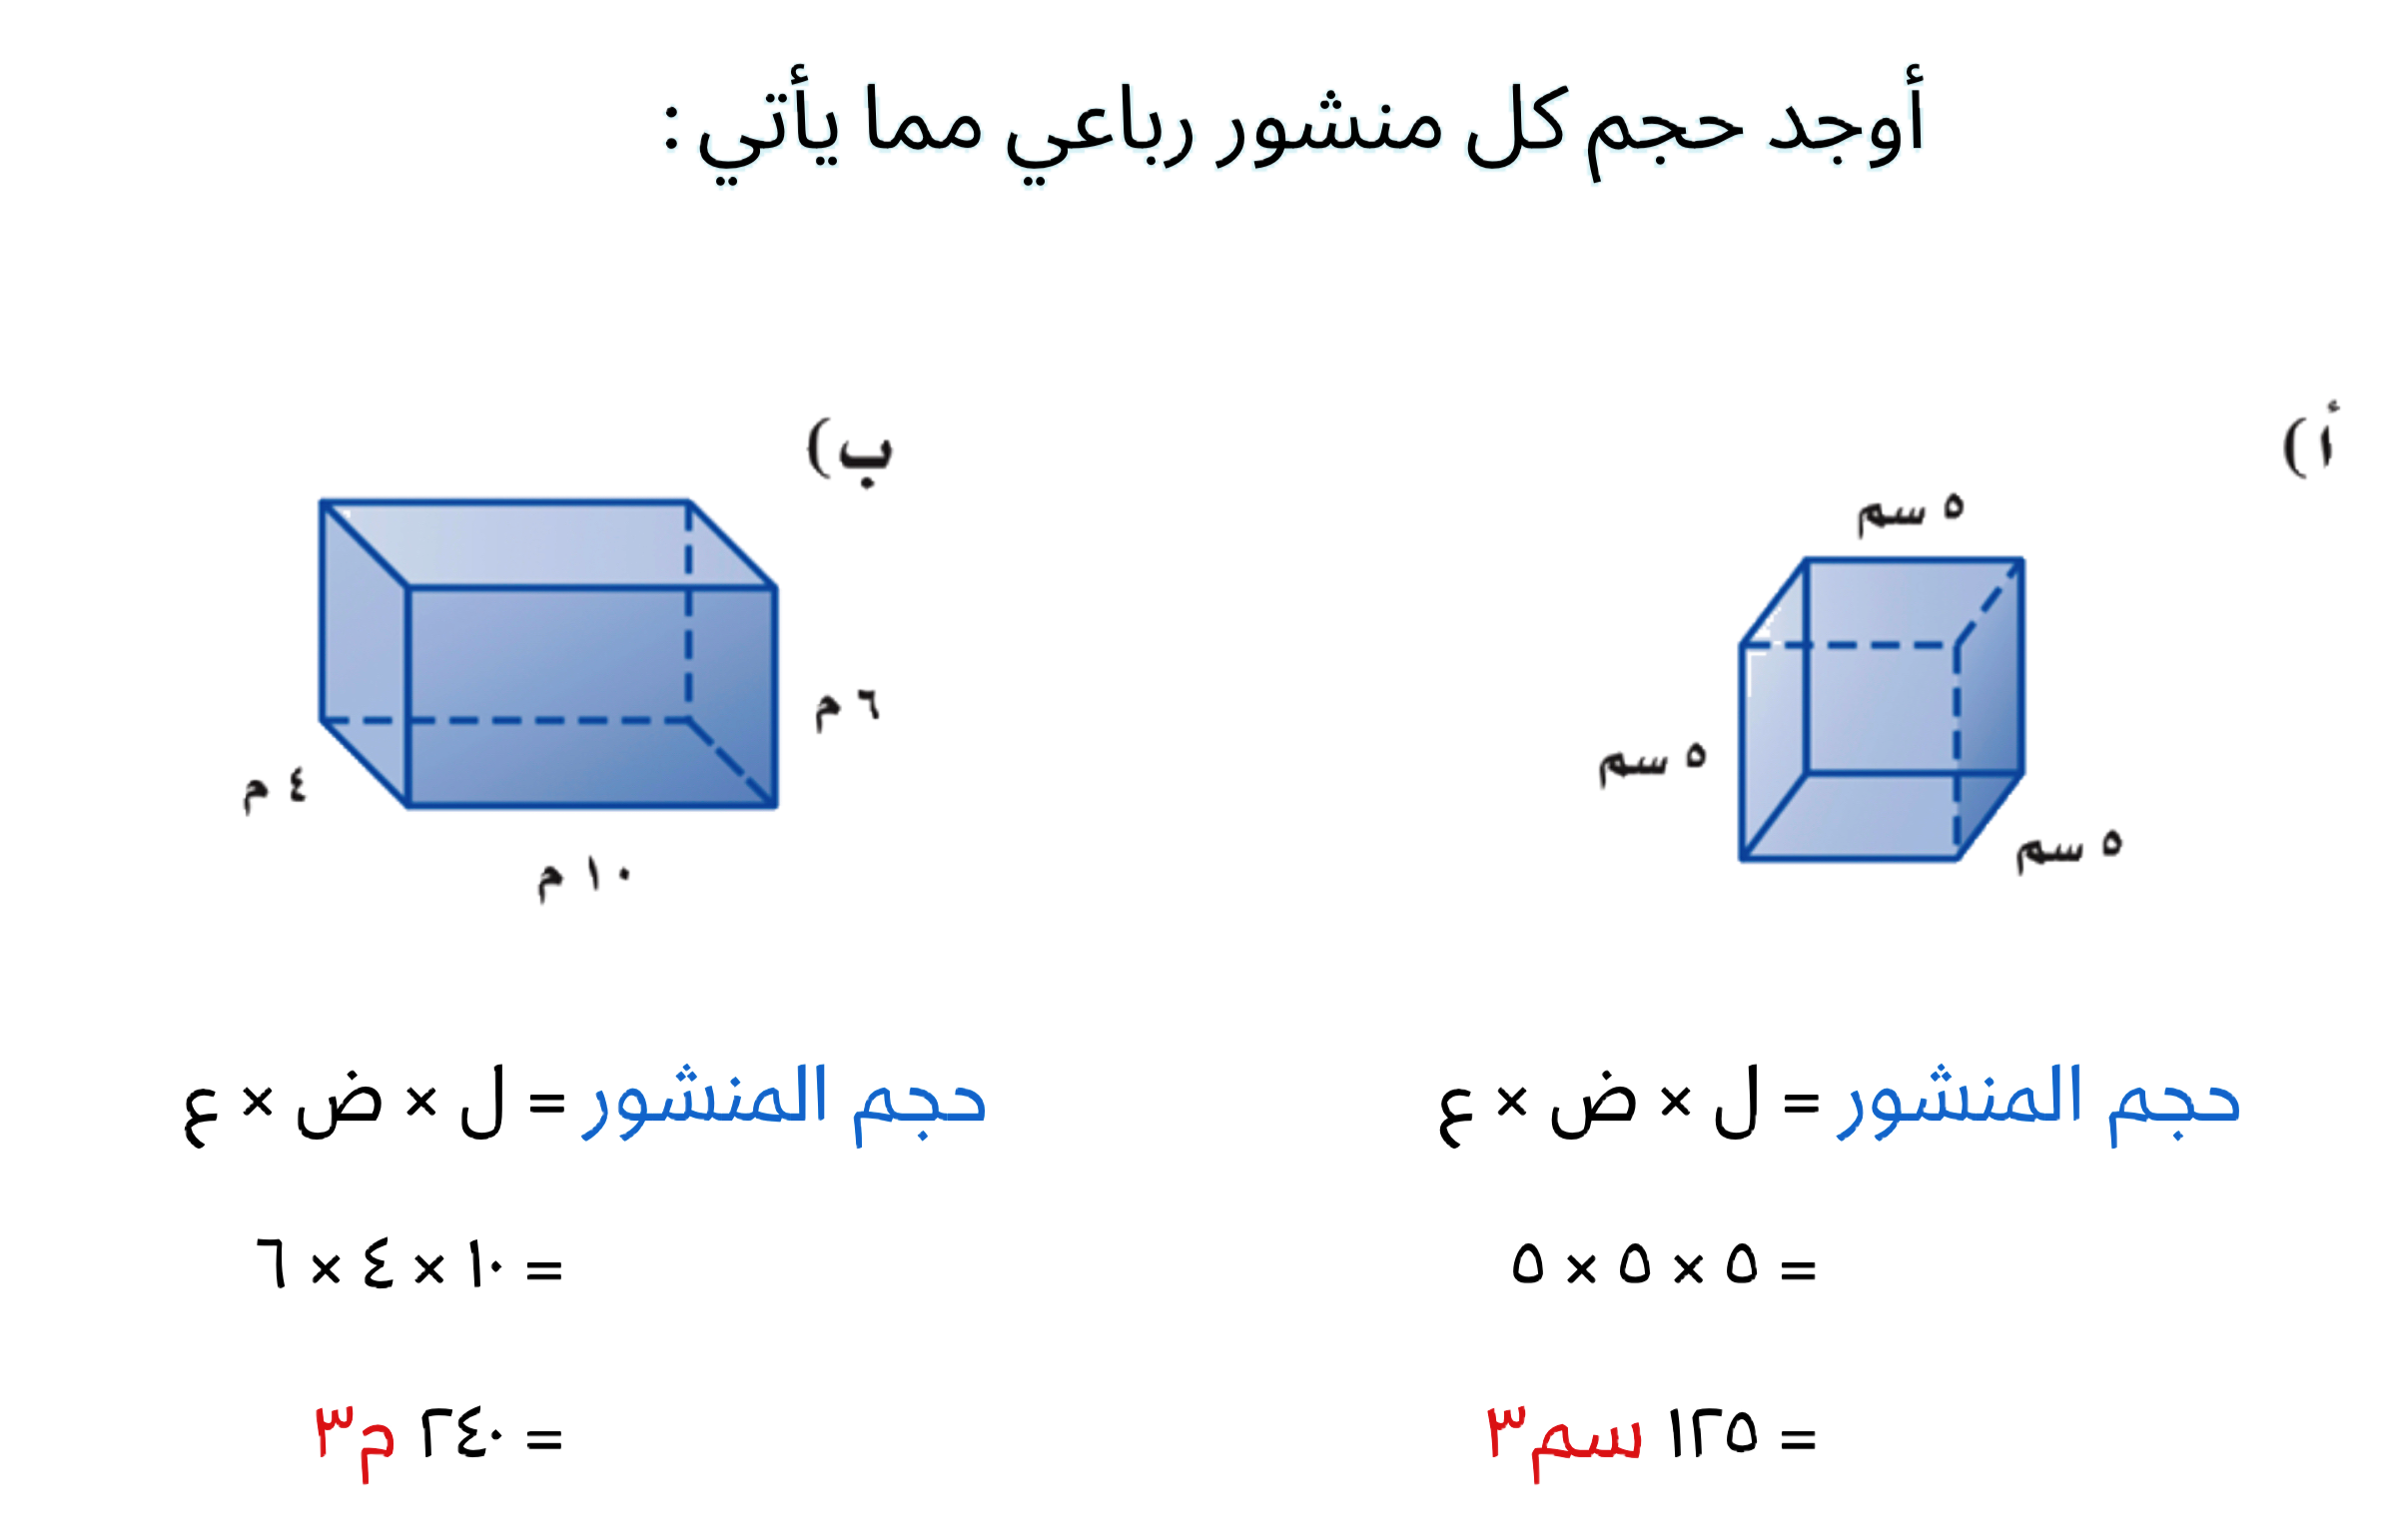 أوجد حجم كل منشور رباعي مما يأتي :
أ )
٥ سم
٥ سم
٥ سم
حجم المنشور = ل × ض × ع
= ٥ × ٥ × ٥
= ١٢٥ سم٣
ب )
٦ م
٤ م
١٠ م
حجم المنشور = ل × ض × ع
= ١٠ × ٤ × ٦
= ٢٤٠ م٣